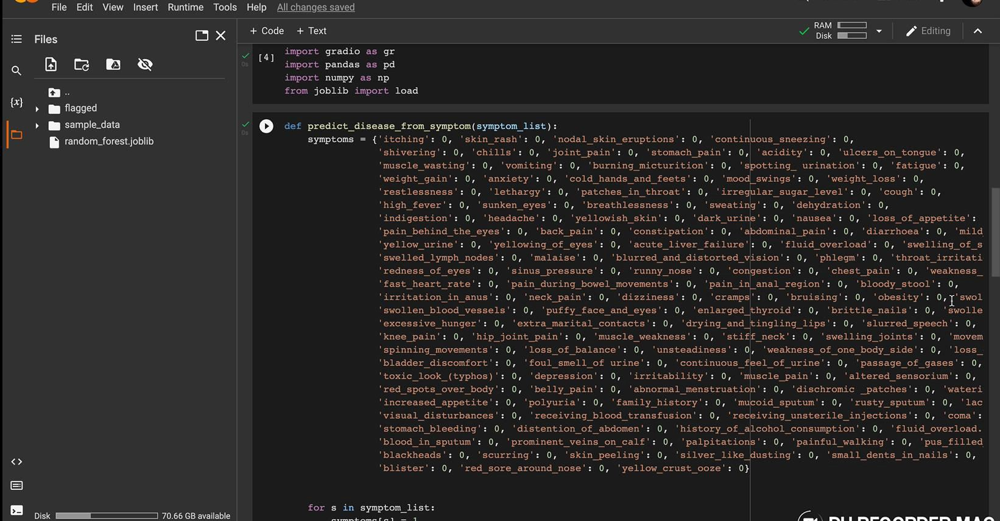 File Edit View Insert Runtime Tools Help All changes saved
Files
+ Code + Text
RAM
Disk
Editing
..
flagged
sample_data
random_forest.joblib
{x}
[4]
0s
import gradio as gr
import pandas as pd
import numpy as np
from joblib import load
0s
def predict_disease_from_symptom(symptom_list):
symptoms = {'itching': 0, 'skin_rash': 0, 'nodal_skin_eruptions': 0, 'continuous_sneezing': 0,
'shivering': 0, 'chills': 0, 'joint_pain': 0, 'stomach_pain': 0, 'acidity': 0, 'ulcers_on_tongue': 0,
'muscle_wasting': 0, 'vomiting': 0, 'burning_micturition': 0, 'spotting_ urination': 0, 'fatigue': 0,
'weight_gain': 0, 'anxiety': 0, 'cold_hands_and_feets': 0, 'mood_swings': 0, 'weight_loss': 0,
'restlessness': 0, 'lethargy': 0, 'patches_in_throat': 0, 'irregular_sugar_level': 0, 'cough': 0,
'high_fever': 0, 'sunken_eyes': 0, 'breathlessness': 0, 'sweating': 0, 'dehydration': 0,
'indigestion': 0, 'headache': 0, 'yellowish_skin': 0, 'dark_urine': 0, 'nausea': 0, 'loss_of_appetite':
'pain_behind_the_eyes': 0, 'back_pain': 0, 'constipation': 0, 'abdominal_pain': 0, 'diarrhoea': 0, 'mild_
'yellow_urine': 0, 'yellowing_of_eyes': 0, 'acute_liver_failure': 0, 'fluid_overload': 0, 'swelling_of_s
'swelled_lymph_nodes': 0, 'malaise': 0, 'blurred_and_distorted_vision': 0, 'phlegm': 0, 'throat_irritati
'redness_of_eyes': 0, 'sinus_pressure': 0, 'runny_nose': 0, 'congestion': 0, 'chest_pain': 0, 'weakness_
'fast_heart_rate': 0, 'pain_during_bowel_movements': 0, 'pain_in_anal_region': 0, 'bloody_stool': 0,
'irritation_in_anus': 0, 'neck_pain': 0, 'dizziness': 0, 'cramps': 0, 'bruising': 0, 'obesity': 0, 'swol
'swollen_blood_vessels': 0, 'puffy_face_and_eyes': 0, 'enlarged_thyroid': 0, 'brittle_nails': 0, 'swolle
'excessive_hunger': 0, 'extra_marital_contacts': 0, 'drying_and_tingling_lips': 0, 'slurred_speech': 0,
'knee_pain': 0, 'hip_joint_pain': 0, 'muscle_weakness': 0, 'stiff_neck': 0, 'swelling_joints': 0, 'movem
'spinning_movements': 0, 'loss_of_balance': 0, 'unsteadiness': 0, 'weakness_of_one_body_side': 0, 'loss_
'bladder_discomfort': 0, 'foul_smell_of urine': 0, 'continuous_feel_of_urine': 0, 'passage_of_gases': 0,
'toxic_look_(typhos)': 0, 'depression': 0, 'irritability': 0, 'muscle_pain': 0, 'altered_sensorium': 0,
'red_spots_over_body': 0, 'belly_pain': 0, 'abnormal_menstruation': 0, 'dischromic _patches': 0, 'wateri
'increased_appetite': 0, 'polyuria': 0, 'family_history': 0, 'mucoid_sputum': 0, 'rusty_sputum': 0, 'lac
'visual_disturbances': 0, 'receiving_blood_transfusion': 0, 'receiving_unsterile_injections': 0, 'coma':
'stomach_bleeding': 0, 'distention_of_abdomen': 0, 'history_of_alcohol_consumption': 0, 'fluid_overload.
'blood_in_sputum': 0, 'prominent_veins_on_calf': 0, 'palpitations': 0, 'painful_walking': 0, 'pus_filled_
'blackheads': 0, 'scurring': 0, 'skin_peeling': 0, 'silver_like_dusting': 0, 'small_dents_in_nails': 0,
'blister': 0, 'red_sore_around_nose': 0, 'yellow_crust_ooze': 0}
for s in symptom_list:
symptoms[s] = 1
Disk 70.66 GB available
DU RECORDER MAC